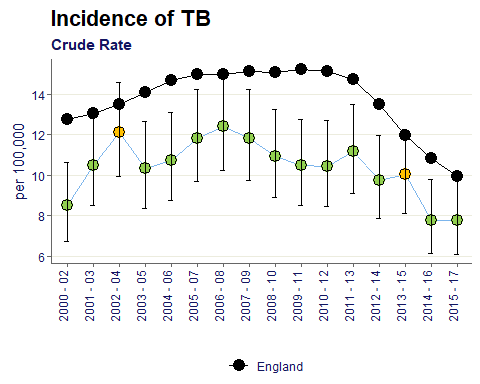 Incidence of TB
Crude Rate
per 100,000
14
12
10
8
6
2000 - 02
2001 - 03
2002 - 04
2003 - 05
2004 - 06
2005 - 07
2006 - 08
2007 - 09
2008 - 10
2009 - 11
2010 - 12
2011 - 13
2012 - 14
2013 - 15
2014 - 16
2015 - 17
England